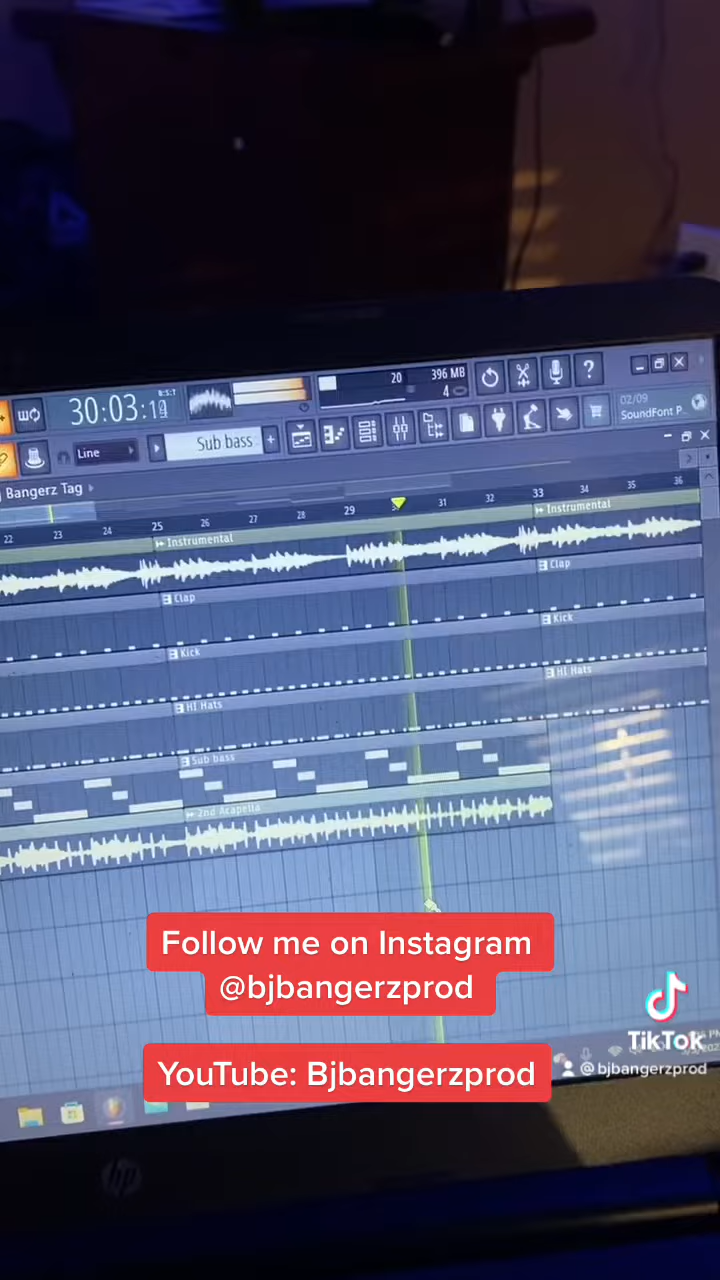 B:S:T
30:03:19
20
396 MB
4
02/09
SoundFont P
Line
Sub bass
Bangerz Tag
22 23 24 25 26 27 28 29 31 32 33 34 35 36
Instrumental
Instrumental
Clap
Clap
Kick
Kick
HI Hats
HI Hats
Sub bass
2nd Acapella
Follow me on Instagram
@bjbangerzprod
YouTube: Bjbangerzprod
TikTok
@bjbangerzprod
hp